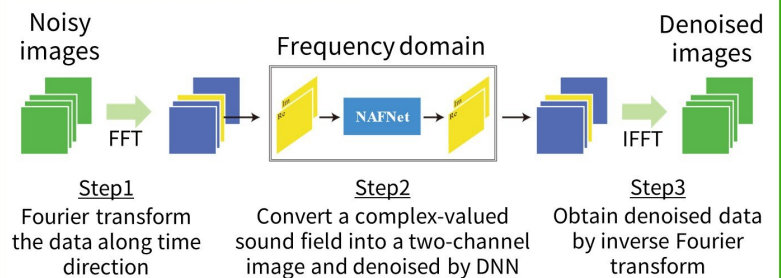 Noisy
images
Frequency domain
Denoised
images
FFT
Im
Re
NAFNet
Im
Re
IFFT
Step1
Fourier transform
the data along time
direction
Step2
Convert a complex-valued
sound field into a two-channel
image and denoised by DNN
Step3
Obtain denoised data
by inverse Fourier
transform